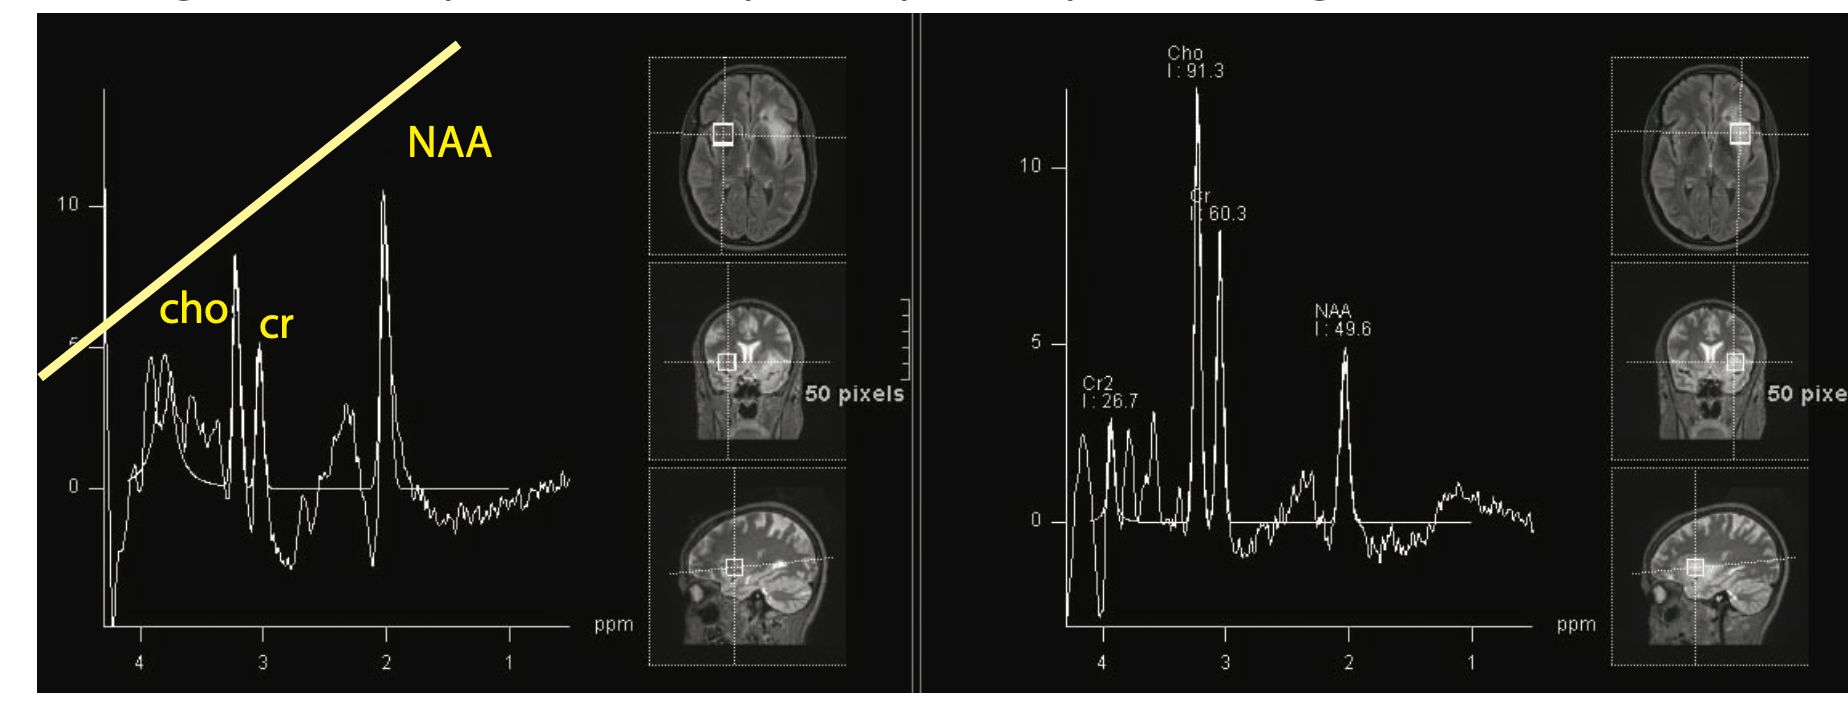 NAA
cho
cr
10
5
0
4
3
2
1
ppm
50 pixels
Cho
I : 91.3
Cr
I : 60.3
NAA
I : 49.6
Cr2
I : 26.7
10
5
0
4
3
2
1
ppm
50 pixe